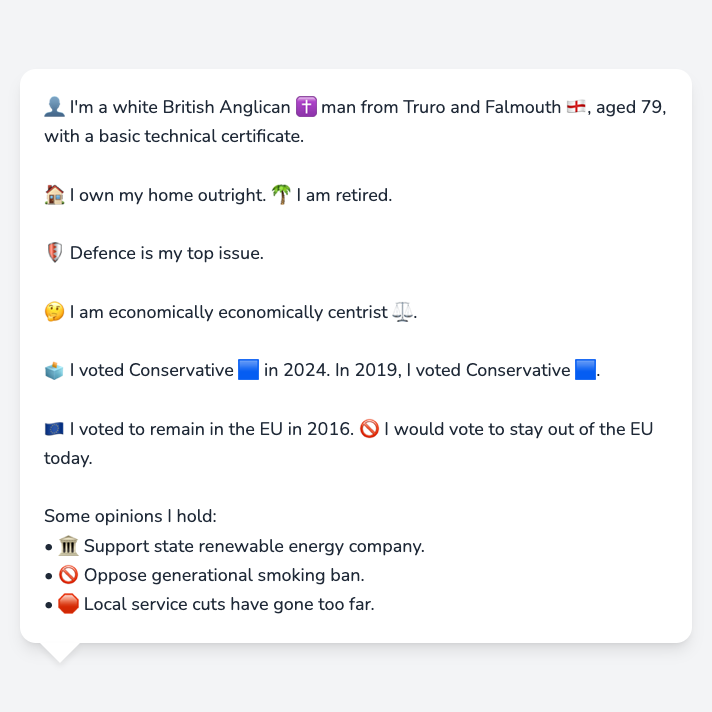 👤 I'm a white British Anglican ✝️ man from Truro and Falmouth 🏴󠁧󠁢󠁥󠁮󠁧󠁿, aged 79,
with a basic technical certificate.
🏠 I own my home outright. 🌴 I am retired.
🛡️ Defence is my top issue.
🤔 I am economically economically centrist ⚖️.
🗳️ I voted Conservative 🟦 in 2024. In 2019, I voted Conservative 🟦.
🇪🇺 I voted to remain in the EU in 2016. 🚫 I would vote to stay out of the EU
today.
Some opinions I hold:
• 🏛️ Support state renewable energy company.
• 🚫 Oppose generational smoking ban.
• 🛑 Local service cuts have gone too far.